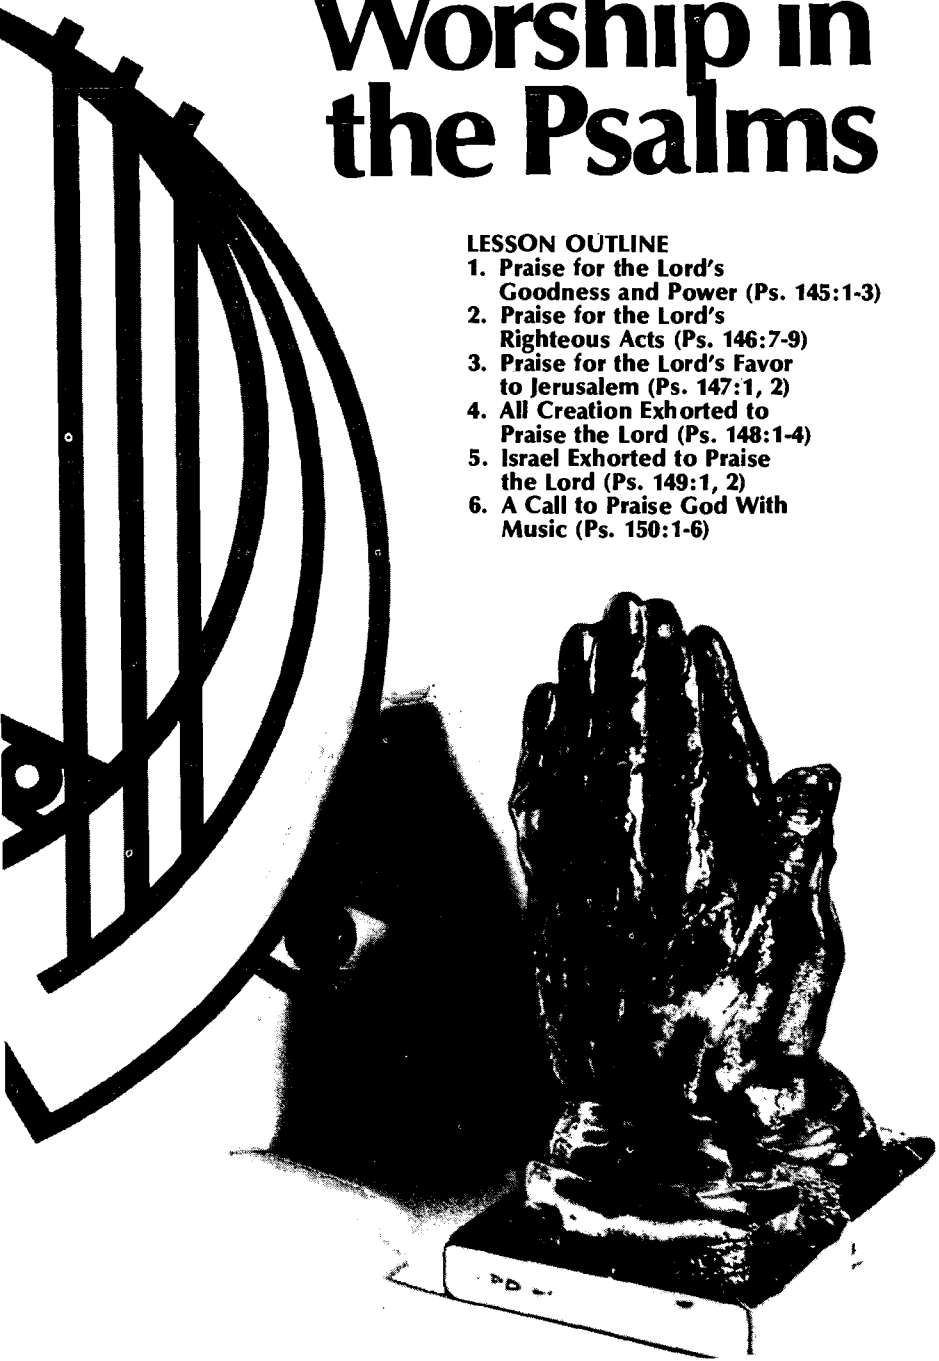 Worship in
the Psalms
LESSON OUTLINE
1. Praise for the Lord's
Goodness and Power (Ps. 145:1-3)
2. Praise for the Lord's
Righteous Acts (Ps. 146:7-9)
3. Praise for the Lord's Favor
to Jerusalem (Ps. 147:1, 2)
4. All Creation Exhorted to
Praise the Lord (Ps. 148:1-4)
5. Israel Exhorted to Praise
the Lord (Ps. 149:1, 2)
6. A Call to Praise God With
Music (Ps. 150:1-6)